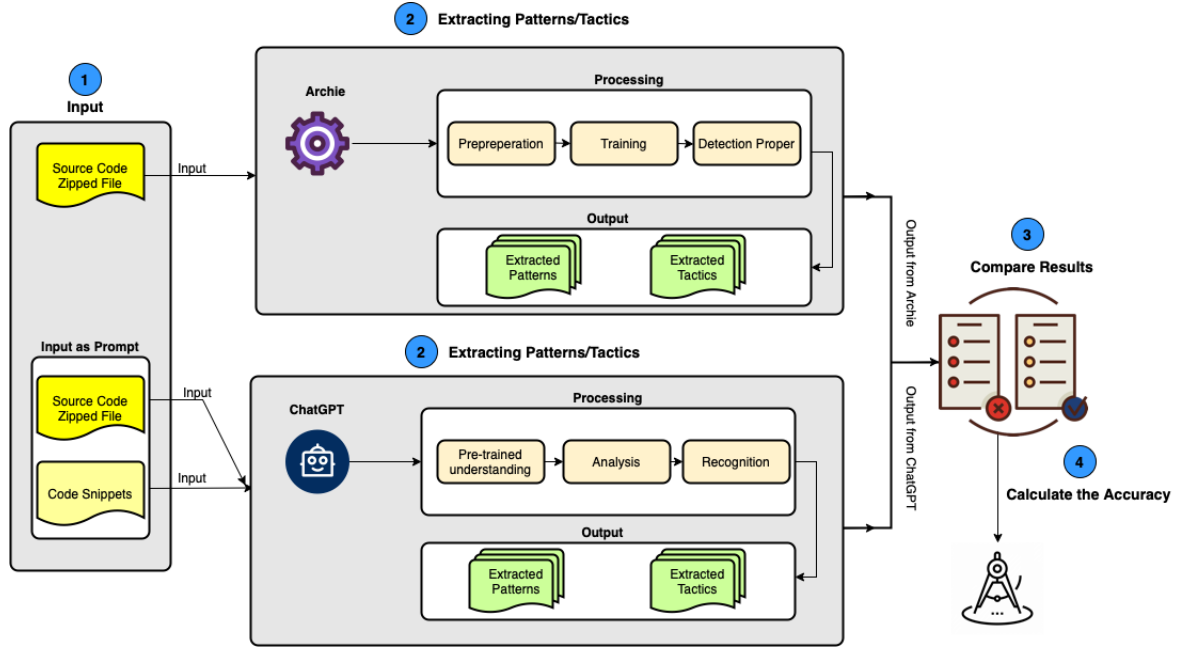 1
Input
Source Code
Zipped File
Input
Input as Prompt
Source Code
Zipped File
Input
Code Snippets
Input
2
Extracting Patterns/Tactics
Archie
Processing
Prepreperation
Training
Detection Proper
Output
Extracted
Patterns
Extracted
Tactics
2
Extracting Patterns/Tactics
ChatGPT
Processing
Pre-trained
understanding
Analysis
Recognition
Output
Extracted
Patterns
Extracted
Tactics
Output from Archie
Output from ChatGPT
3
Compare Results
4
Calculate the Accuracy